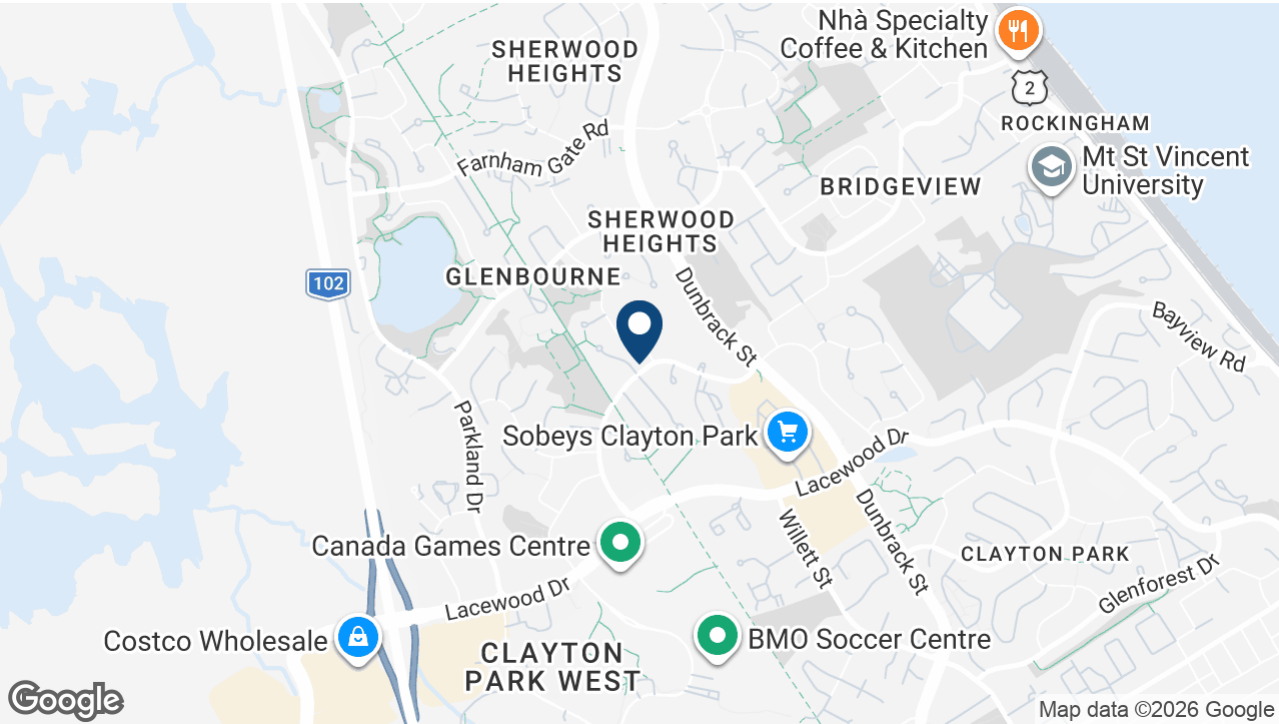 Nhà Specialty
Coffee & Kitchen
SHERWOOD
HEIGHTS
2
ROCKINGHAM
Farnham Gate Rd
Mt St Vincent
University
BRIDGEVIEW
SHERWOOD
HEIGHTS
GLENBOURNE
102
Dunbrack St
Bayview Rd
Parkland Dr
Sobeys Clayton Park
Lacewood Dr
Willett St
Dunbrack St
Canada Games Centre
CLAYTON PARK
Glenforest Dr
Lacewood Dr
Costco Wholesale
CLAYTON
PARK WEST
BMO Soccer Centre
Google
Map data ©2026 Google